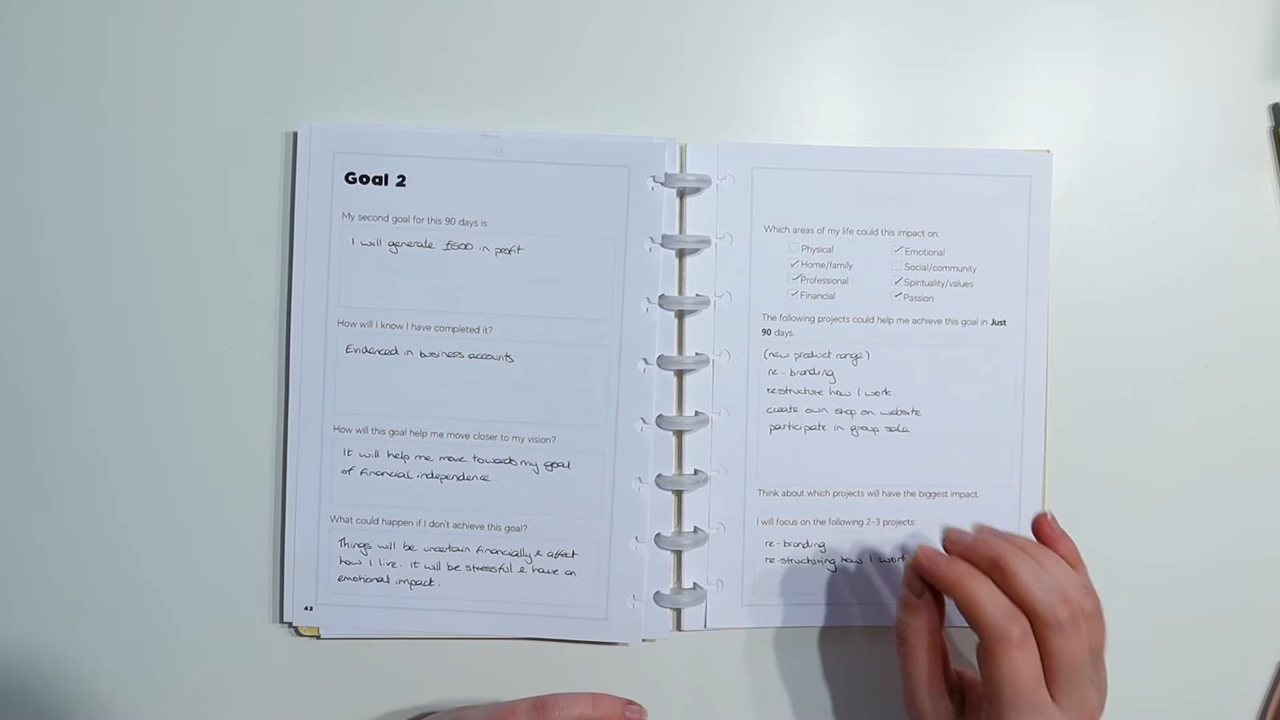 Goal 2
My second goal for this 90 days is:
I will generate £500 in profit
How will I know I have completed it?
Evidenced in business accounts
How will this goal help me move closer to my vision?
It will help me move towards my goal
of financial independence.
What could happen if I don't achieve this goal?
Things will be uncertain financially & affect
how I live. It will be stressful & have an
emotional impact.
43
Which areas of my life could this impact on:
Physical
Emotional
Home/family
Social/community
Professional
Spirituality/values
Financial
Passion
The following projects could help me achieve this goal in Just
90 days.
(new product range)
re-branding
restructure how I work.
create own shop on website
participate in group sale
Think about which projects will have the biggest impact.
I will focus on the following 2-3 projects:
re-branding
re-structuring how I work